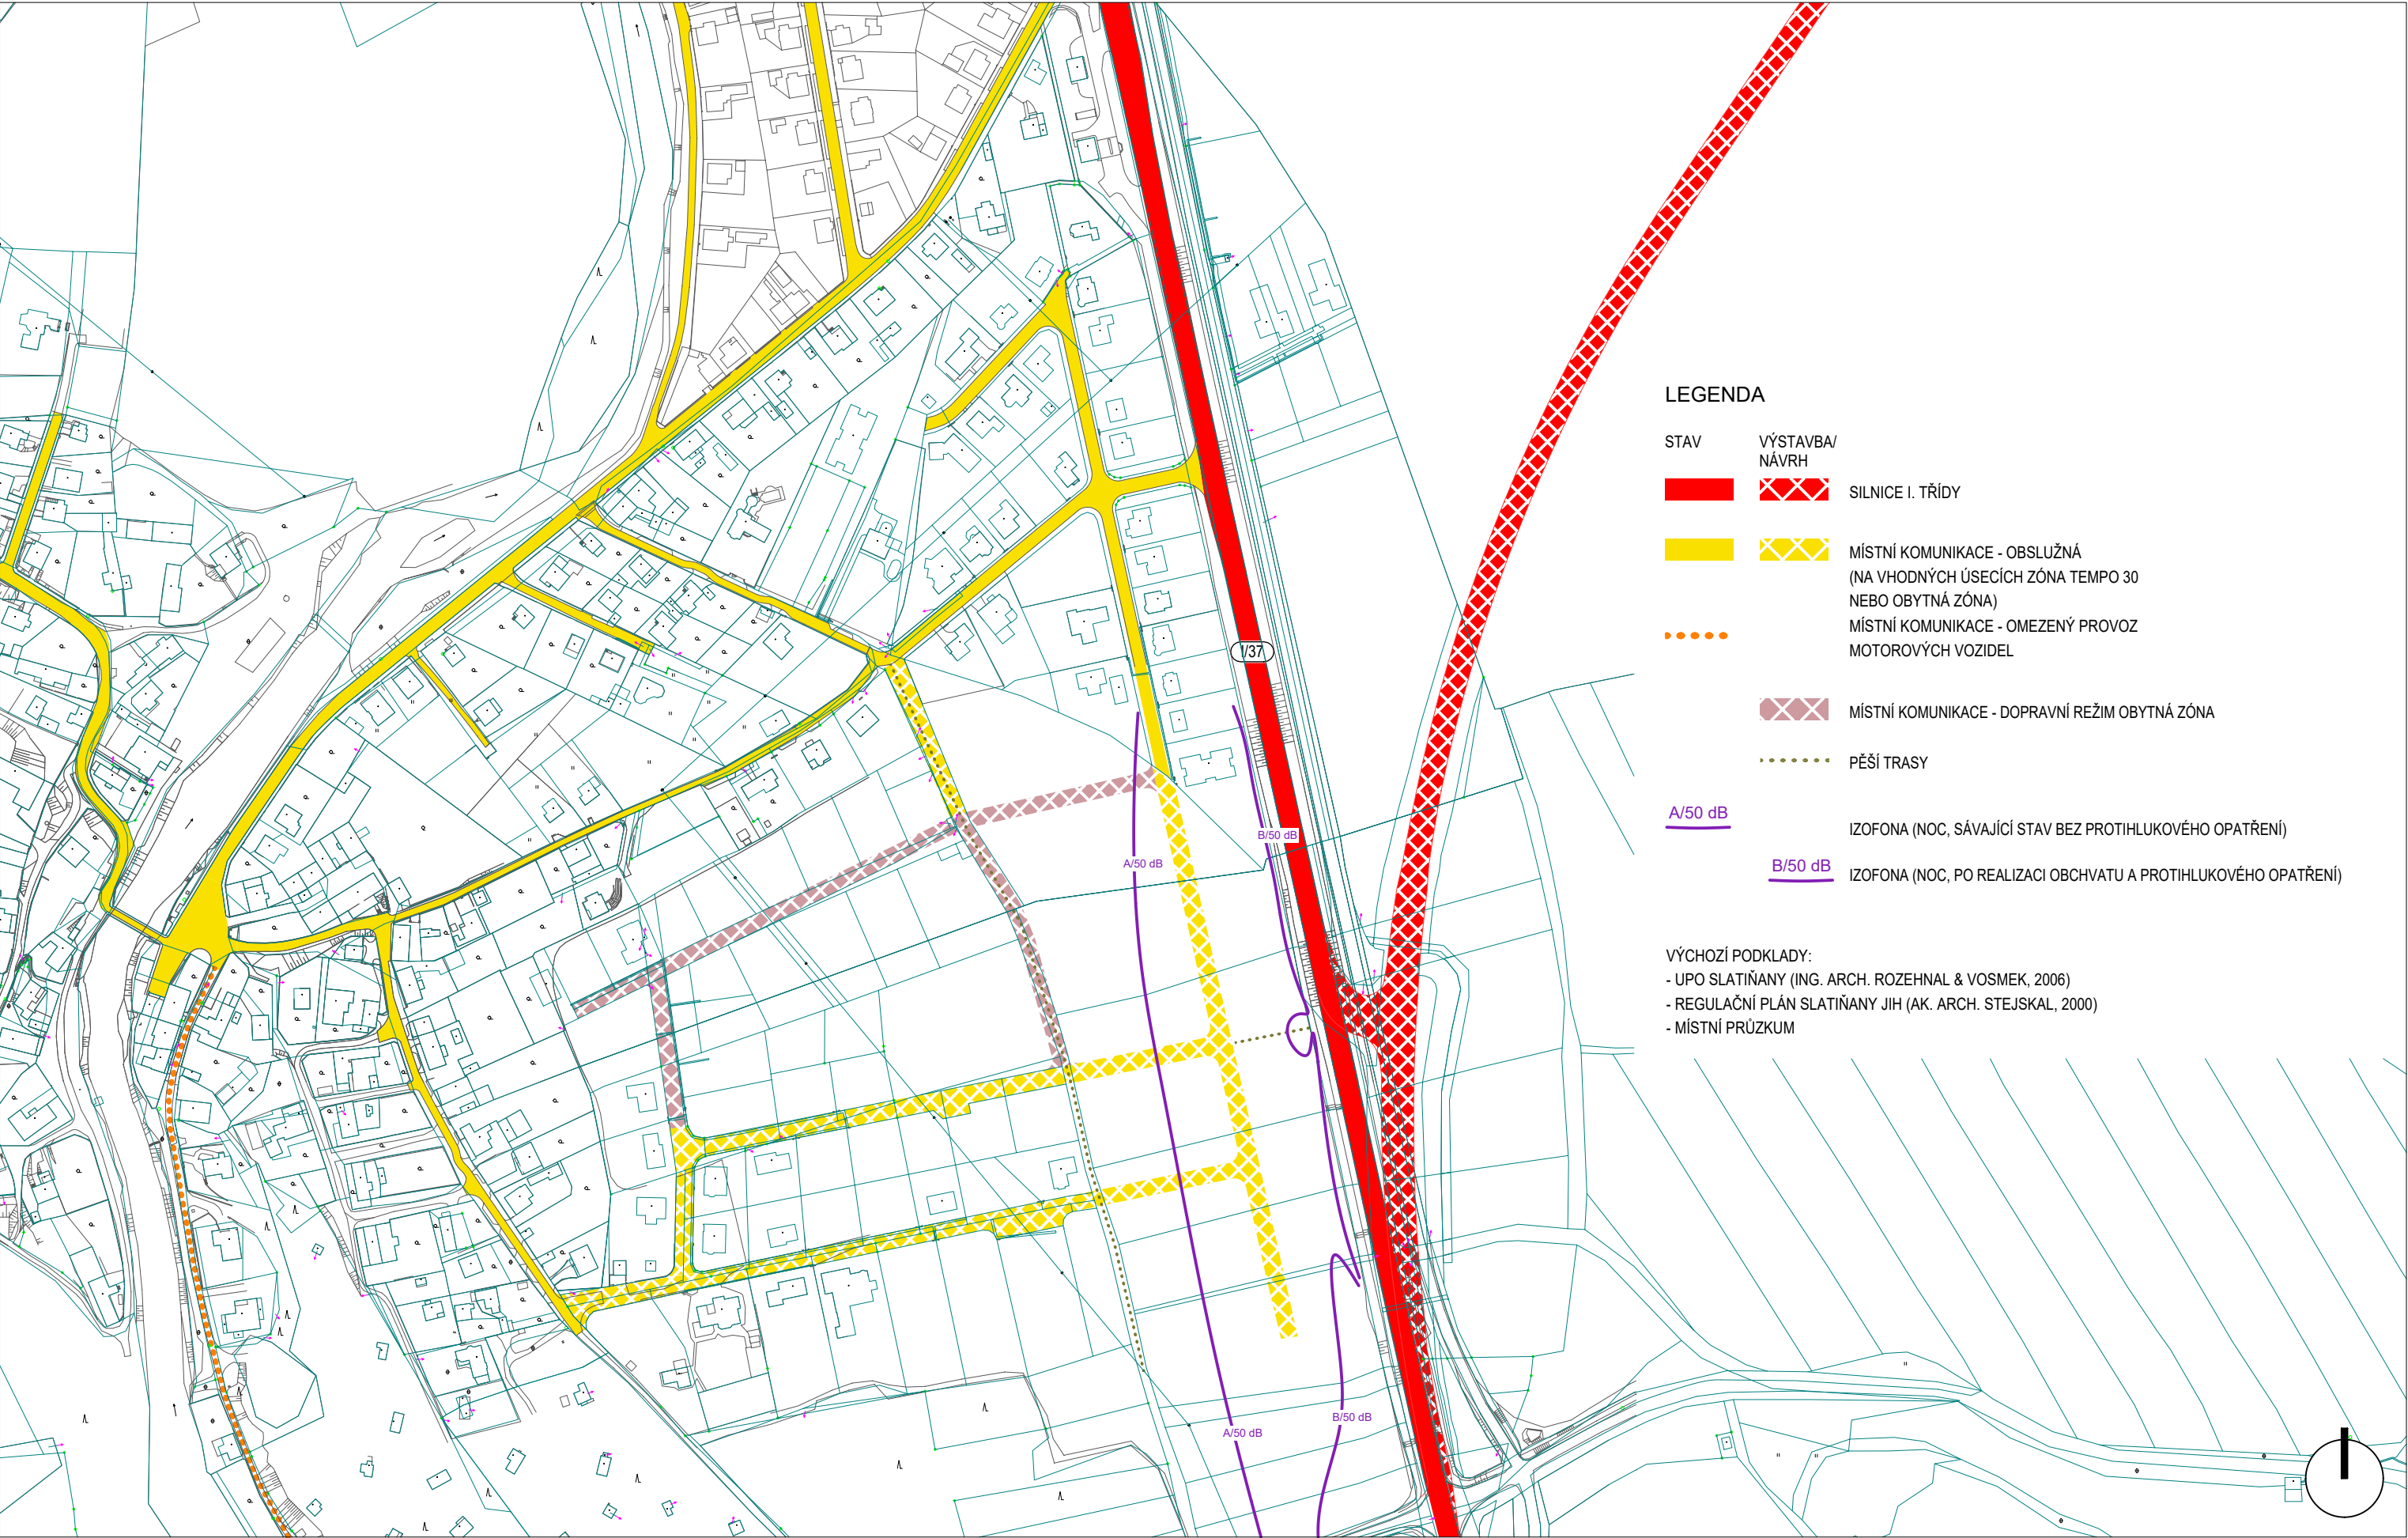 LEGENDA
STAV
VÝSTAVBA/
NÁVRH
SILNICE I. TŘÍDY
MÍSTNÍ KOMUNIKACE - OBSLUŽNÁ
(NA VHODNÝCH ÚSECÍCH ZÓNA TEMPO 30
NEBO OBYTNÁ ZÓNA)
MÍSTNÍ KOMUNIKACE - OMEZENÝ PROVOZ
MOTOROVÝCH VOZIDEL
MÍSTNÍ KOMUNIKACE - DOPRAVNÍ REŽIM OBYTNÁ ZÓNA
PĚŠÍ TRASY
A/50 dB
IZOFONA (NOC, SÁVAJÍCÍ STAV BEZ PROTIHLUKOVÉHO OPATŘENÍ)
B/50 dB
IZOFONA (NOC, PO REALIZACI OBCHVATU A PROTIHLUKOVÉHO OPATŘENÍ)
VÝCHOZÍ PODKLADY:
- UPO SLATIŇANY (ING. ARCH. ROZEHNAL & VOSMEK, 2006)
- REGULAČNÍ PLÁN SLATIŇANY JIH (AK. ARCH. STEJSKAL, 2000)
- MÍSTNÍ PRŮZKUM
I/37
B/50 dB
A/50 dB
B/50 dB
A/50 dB